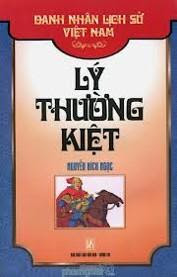 DANH NHÂN LỊCH SỬ
VIỆT NAM
LÝ
THƯỜNG
KIỆT
NGUYỄN BÍCH NGỌC